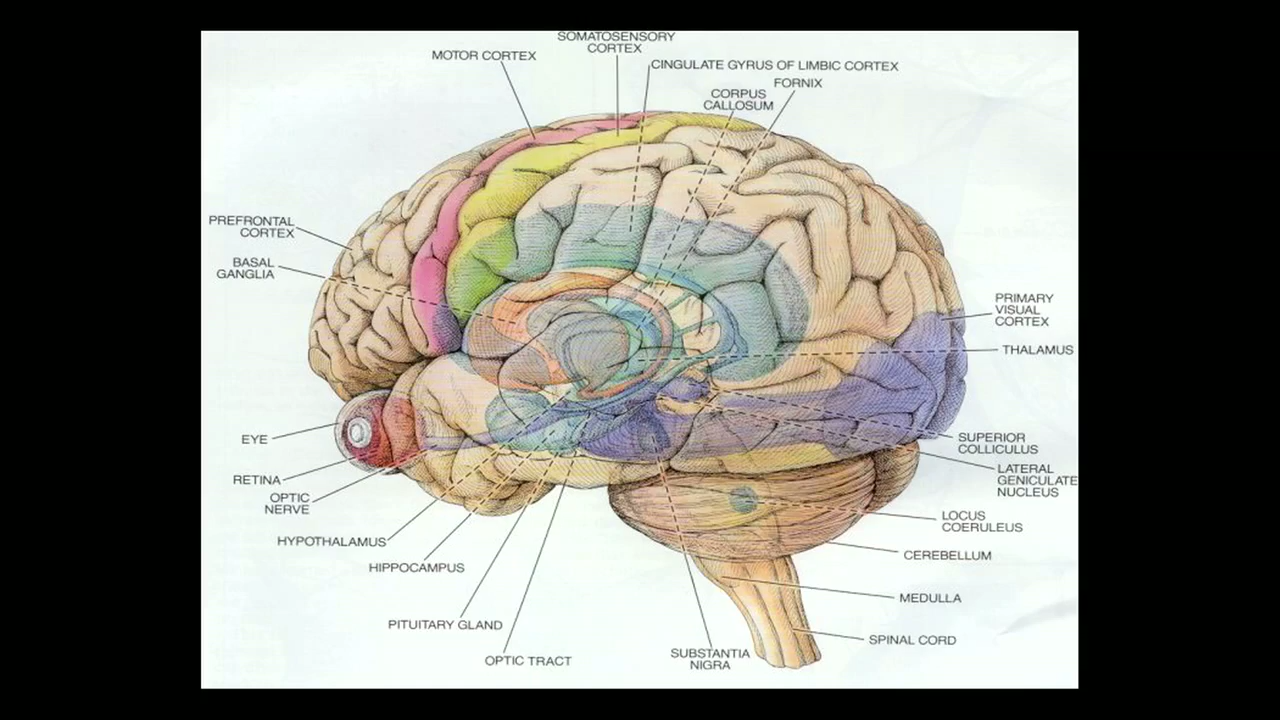 SOMATOSENSORY
CORTEX
MOTOR CORTEX
CINGULATE GYRUS OF LIMBIC CORTEX
FORNIX
CORPUS
CALLOSUM
PREFRONTAL
CORTEX
BASAL
GANGLIA
PRIMARY
VISUAL
CORTEX
THALAMUS
EYE
SUPERIOR
COLLICULUS
RETINA
LATERAL
GENICULATE
NUCLEUS
OPTIC
NERVE
LOCUS
COERULEUS
HYPOTHALAMUS
CEREBELLUM
HIPPOCAMPUS
MEDULLA
PITUITARY GLAND
SPINAL CORD
OPTIC TRACT
SUBSTANTIA
NIGRA